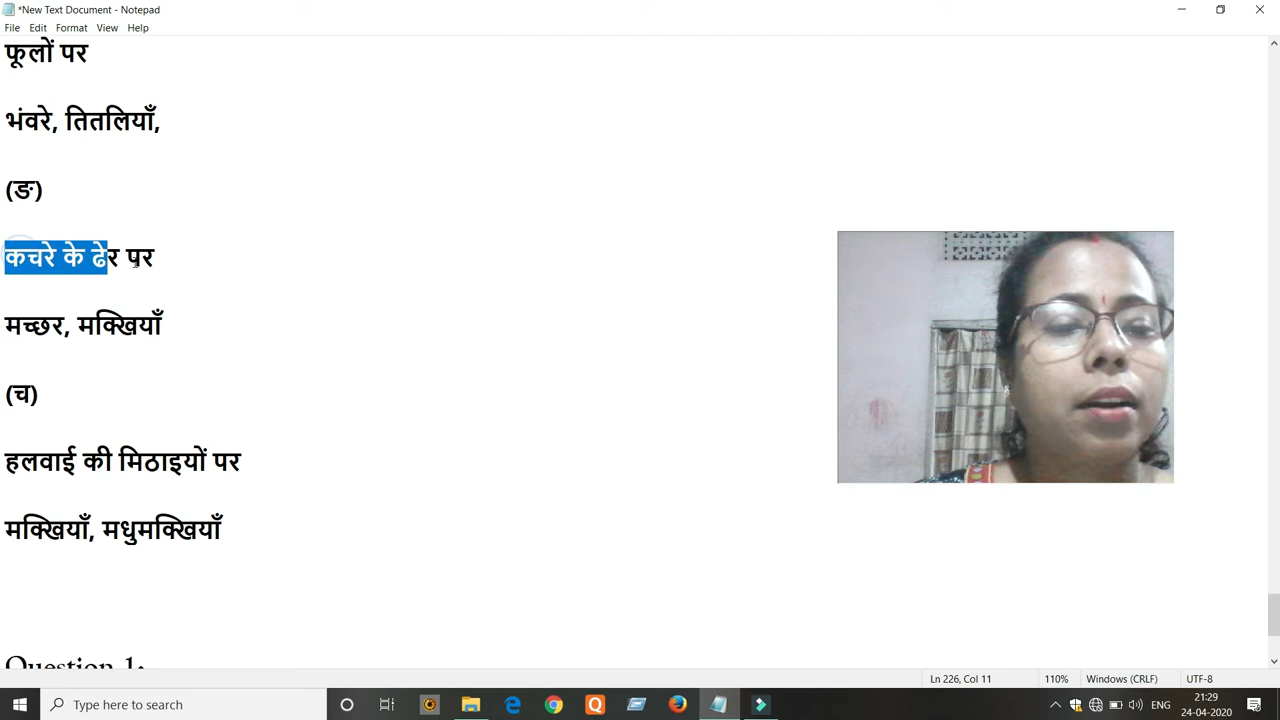 *New Text Document - Notepad
File Edit Format View Help
फूलों पर
भंवरे, तितलियाँ,
(ङ)
कचरे के ढेर पर
मच्छर, मक्खियाँ
(च)
हलवाई की मिठाइयों पर
मक्खियाँ, मधुमक्खियाँ
Question 1:
Ln 226, Col 11 110% Windows (CRLF) UTF-8
Type here to search
ENG
21:29
24-04-2020